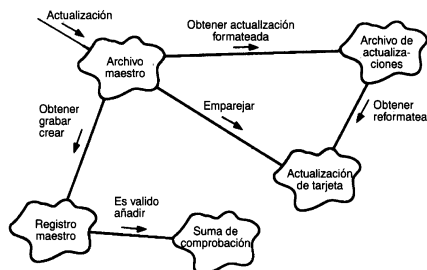 Actualización
Obtener actualización
formateada
Archivo de
actualiza-
ciones
Archivo
maestro
Obtener
grabar
crear
Emparejar
Obtener
reformatea
Actualización
de tarjeta
Es valido
añadir
Registro
maestro
Suma de
comprobación